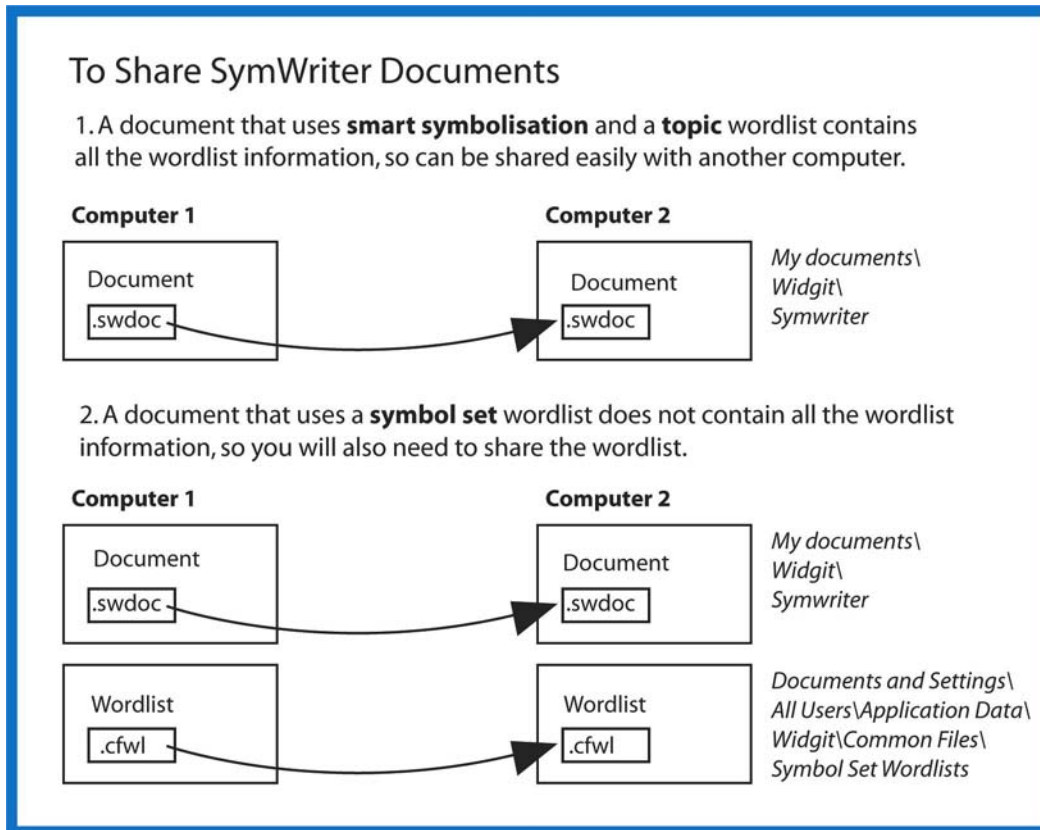 To Share SymWriter Documents
1. A document that uses smart symbolisation and a topic wordlist contains
all the wordlist information, so can be shared easily with another computer.
Computer 1
Computer 2
Document
.swdoc
Document
.swdoc
My documents\
Widgit\
Symwriter
2. A document that uses a symbol set wordlist does not contain all the wordlist
information, so you will also need to share the wordlist.
Computer 1
Computer 2
Document
.swdoc
Document
.swdoc
My documents\
Widgit\
Symwriter
Wordlist
.cfwl
Wordlist
.cfwl
Documents and Settings\
All Users\Application Data\
Widgit\Common Files\
Symbol Set Wordlists